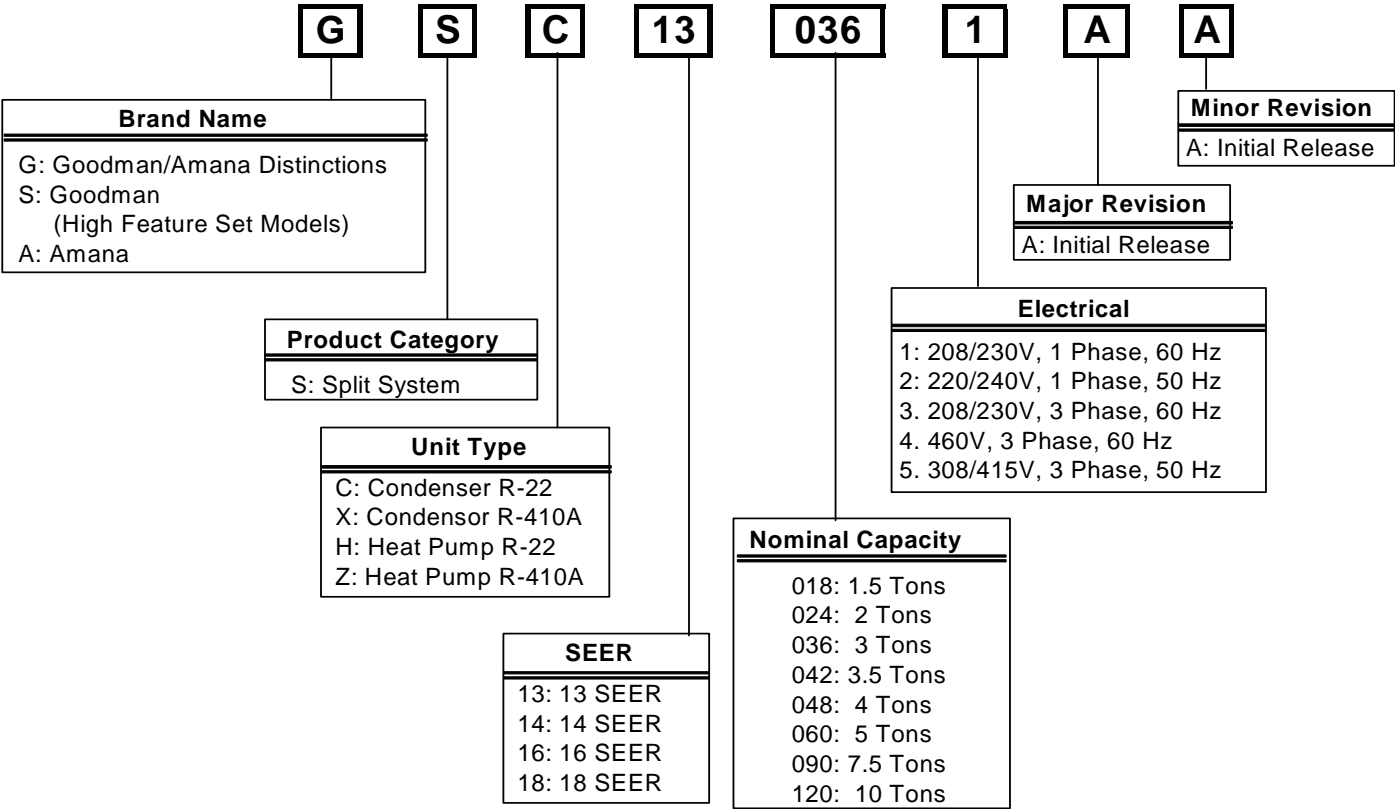 G S C 13 036 1 A A
Brand Name
G: Goodman/Amana Distinctions
S: Goodman
(High Feature Set Models)
A: Amana
Minor Revision
A: Initial Release
Major Revision
A: Initial Release
Electrical
1: 208/230V, 1 Phase, 60 Hz
2: 220/240V, 1 Phase, 50 Hz
3. 208/230V, 3 Phase, 60 Hz
4. 460V, 3 Phase, 60 Hz
5. 308/415V, 3 Phase, 50 Hz
Product Category
S: Split System
Unit Type
C: Condenser R-22
X: Condensor R-410A
H: Heat Pump R-22
Z: Heat Pump R-410A
Nominal Capacity
018: 1.5 Tons
024: 2 Tons
036: 3 Tons
042: 3.5 Tons
048: 4 Tons
060: 5 Tons
090: 7.5 Tons
120: 10 Tons
SEER
13: 13 SEER
14: 14 SEER
16: 16 SEER
18: 18 SEER